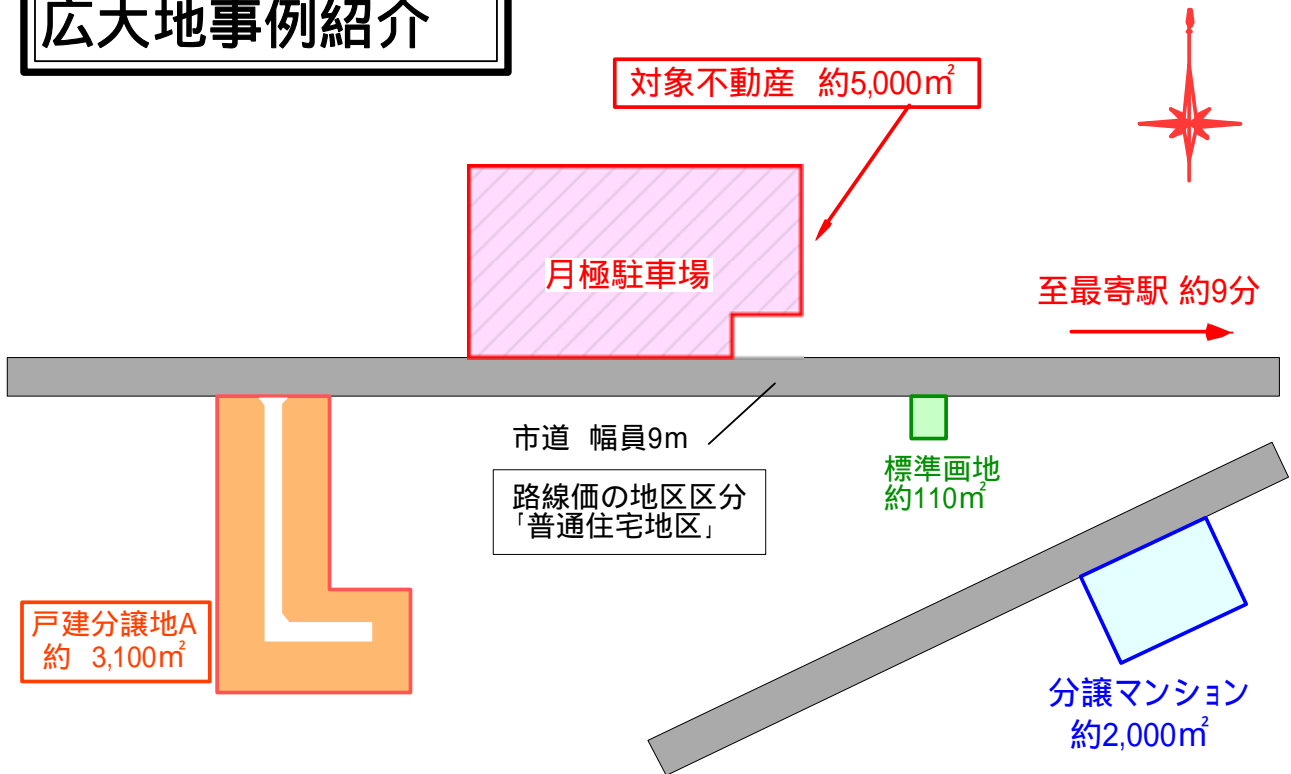 広大地事例紹介
対象不動産 約5,000㎡
月極駐車場
至最寄駅 約9分
市道 幅員9m
路線価の地区区分
「普通住宅地区」
標準画地
約110㎡
戸建分譲地A
約 3,100㎡
分譲マンション
約2,000㎡